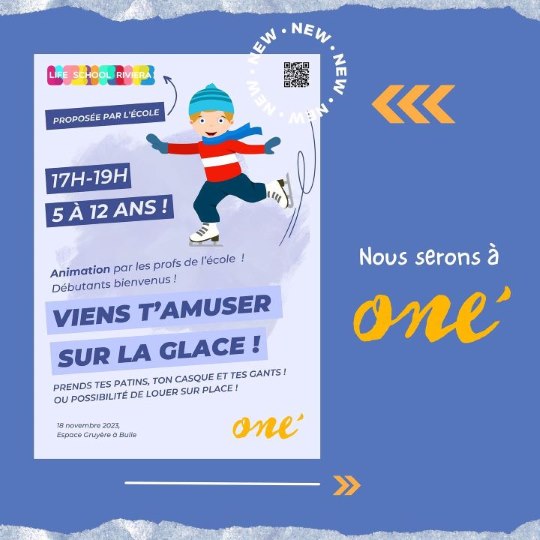 LIFE SCHOOL RIVIERA
NEW • NEW • NEW • NEW • NEW •
PROPOSÉE PAR L'ÉCOLE
17H-19H
5 À 12 ANS !
Animation par les profs de l'école !
Débutants bienvenus !
VIENS T'AMUSER
SUR LA GLACE !
PRENDS TES PATINS, TON CASQUE ET TES GANTS !
OU POSSIBILITÉ DE LOUER SUR PLACE !
18 novembre 2023,
Espace Gruyère à Bulle
one'
Nous serons à
one'